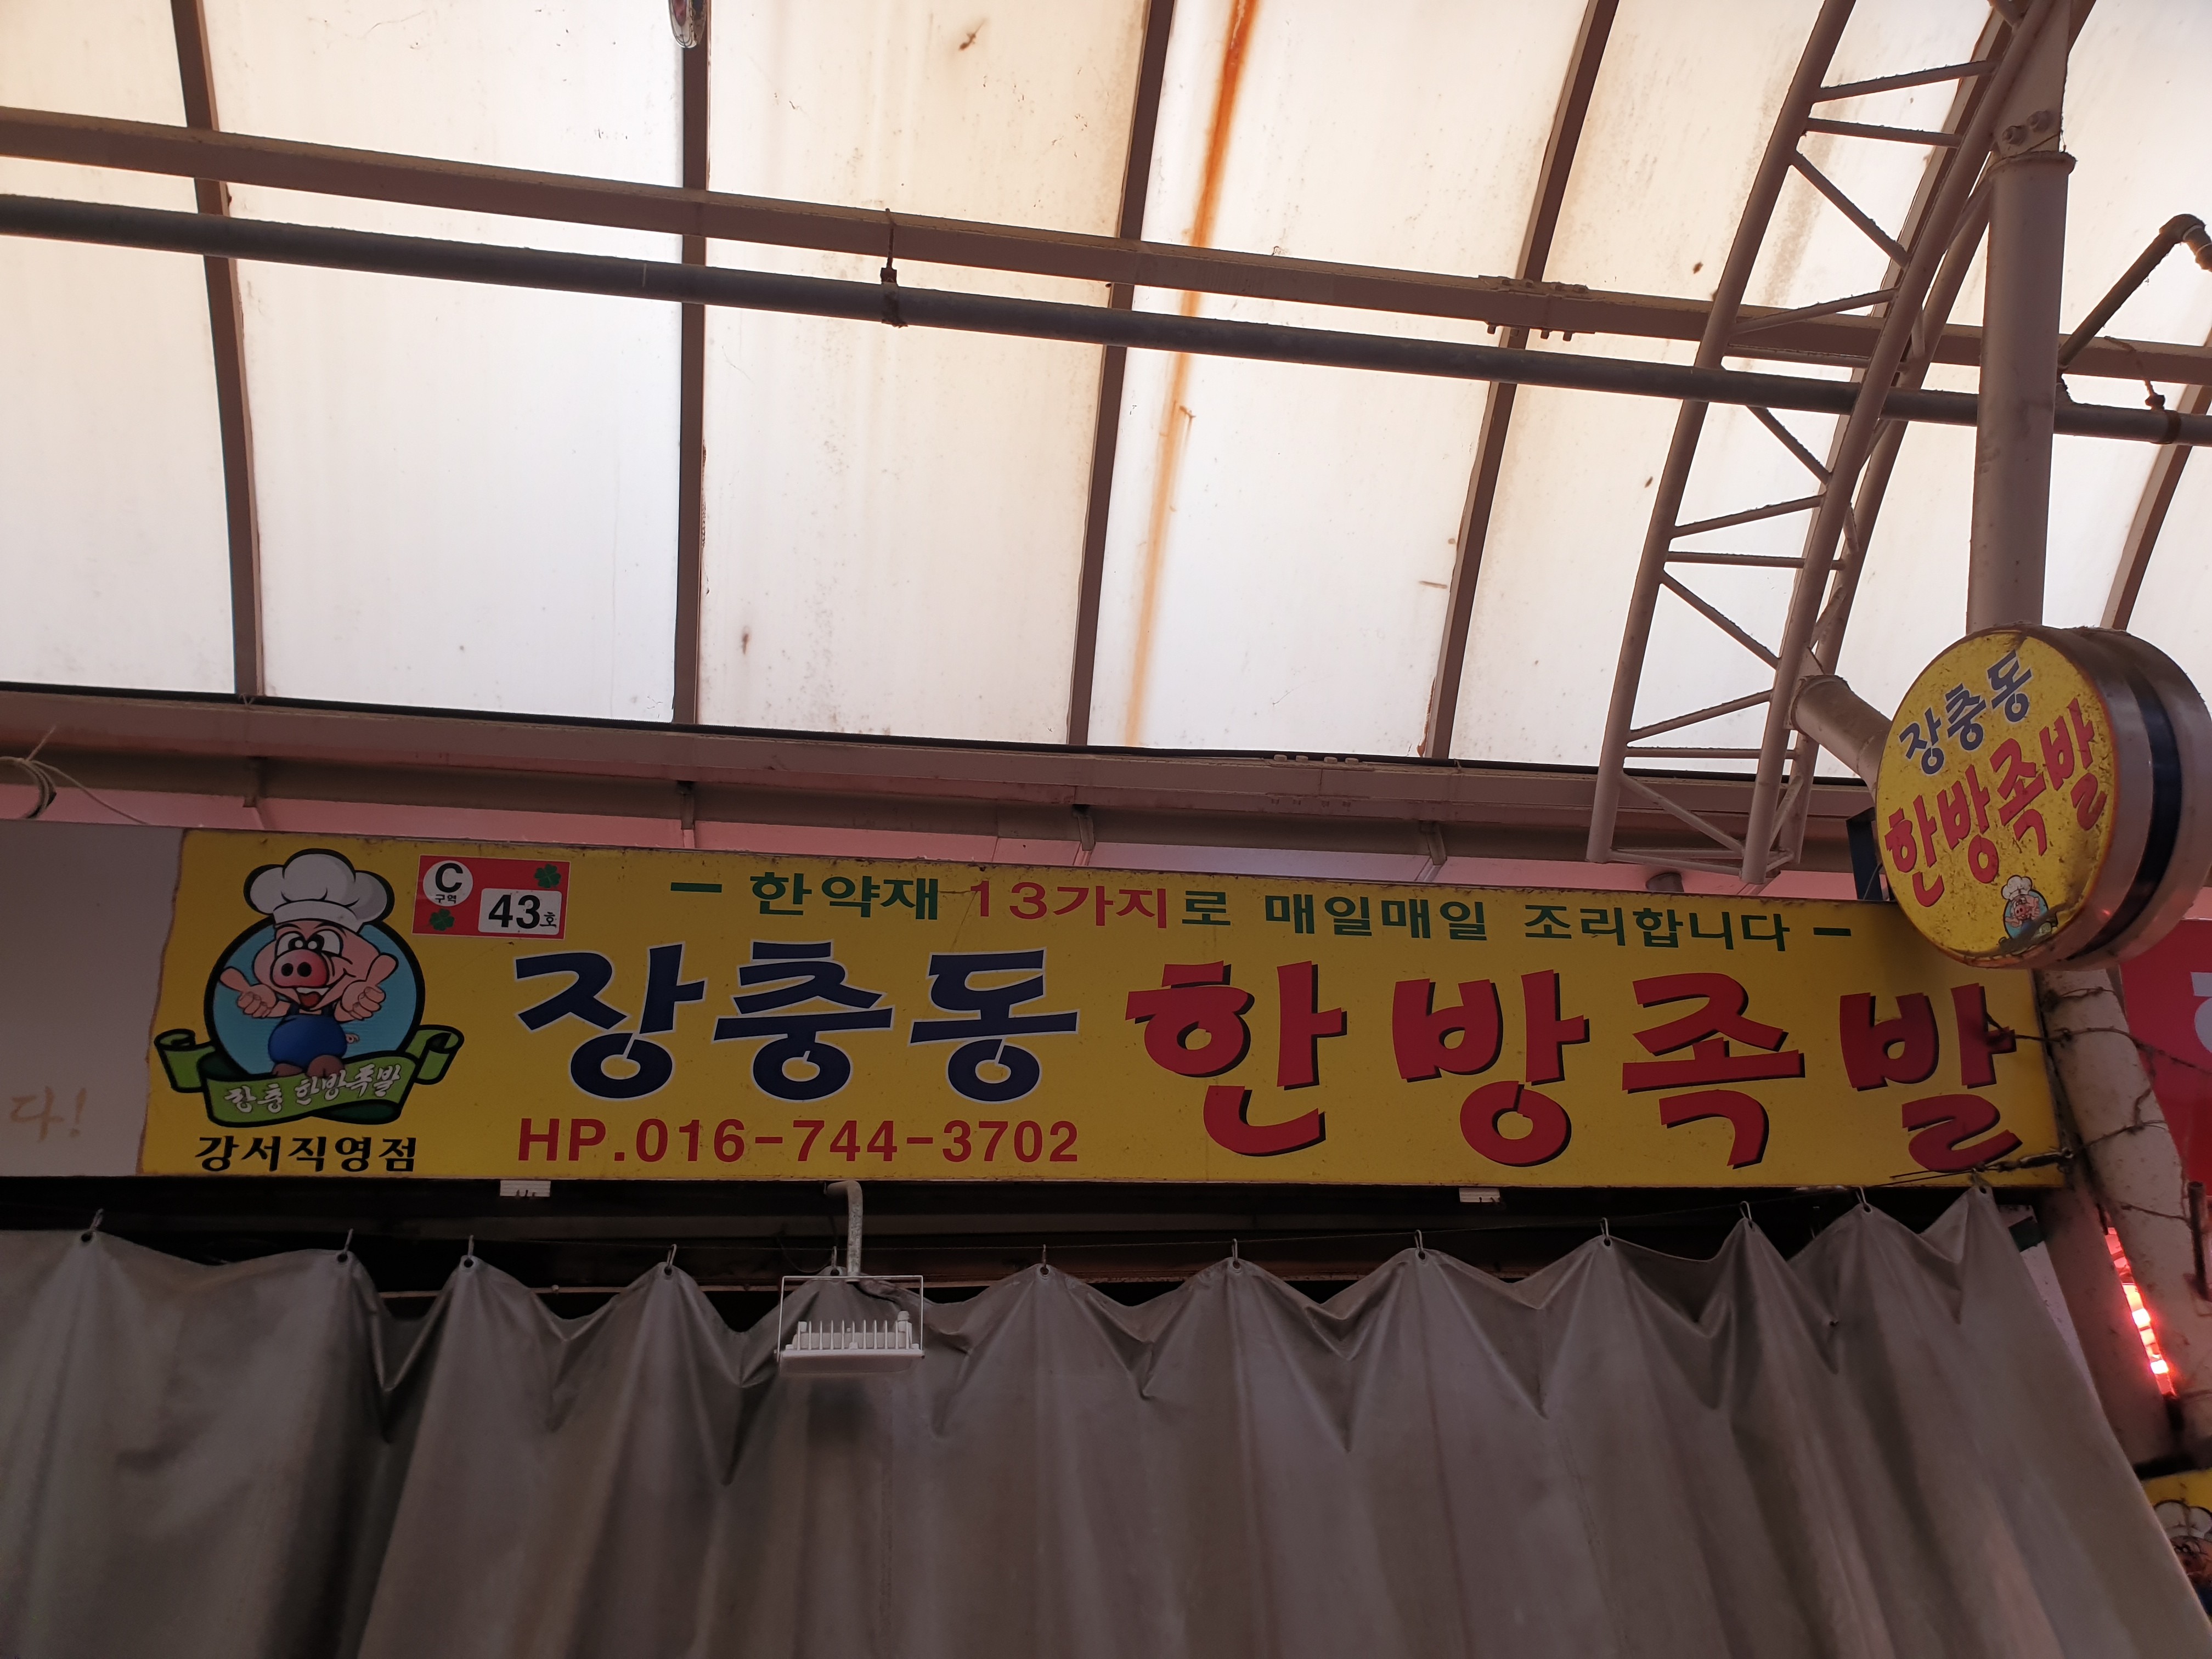 장충동
한방족발
C
구역
43호
- 한약재 13가지로 매일매일 조리합니다 -
장충동 한방족발
장충 한방족발
강서직영점
HP.016-744-3702
다!